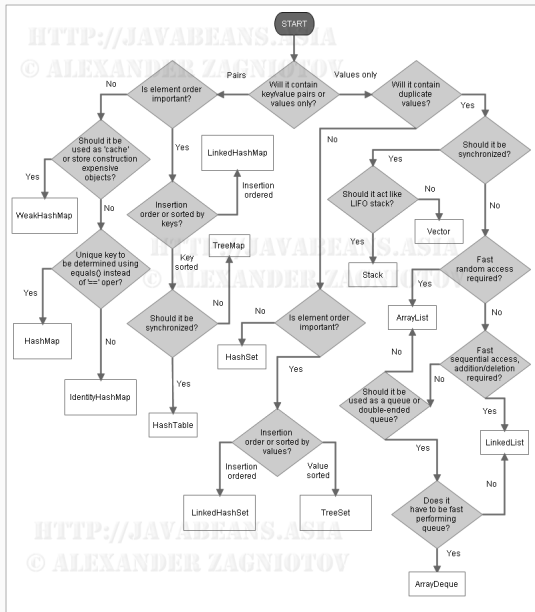 START
HTTP://JAVABEANS.ASIA
© ALEXANDER ZAGNIOTOV
Pairs
Values only
Is element order
important?
Will it contain
key/value pairs or
values only?
Will it contain
duplicate
values?
No
Yes
Yes
No
Should it be
used as 'cache'
or store construction
expensive
objects?
LinkedHashMap
Should it be
synchronized?
Yes
No
Yes
WeakHashMap
No
Insertion
order or sorted by
keys?
Insertion
ordered
Should it act like
LIFO stack?
No
Vector
Yes
Stack
HTTP://JAVABEANS.ASIA
© ALEXANDER ZAGNIOTOV
Unique key to
be determined using
equals() instead
of '==' oper?
Key
sorted
TreeMap
Fast
random access
required?
Yes
No
Yes
HashMap
No
IdentityHashMap
Should it be
synchronized?
No
Yes
HashTable
Is element order
important?
No
HashSet
Yes
ArrayList
No
Fast
sequential access,
addition/deletion
required?
No
Yes
LinkedList
Should it be
used as a queue or
double-ended
queue?
Yes
Insertion
order or sorted by
values?
Insertion
ordered
Value
sorted
LinkedHashSet
TreeSet
Does it
have to be fast
performing
queue?
No
Yes
ArrayDeque
HTTP://JAVABEANS.ASIA
© ALEXANDER ZAGNIOTOV